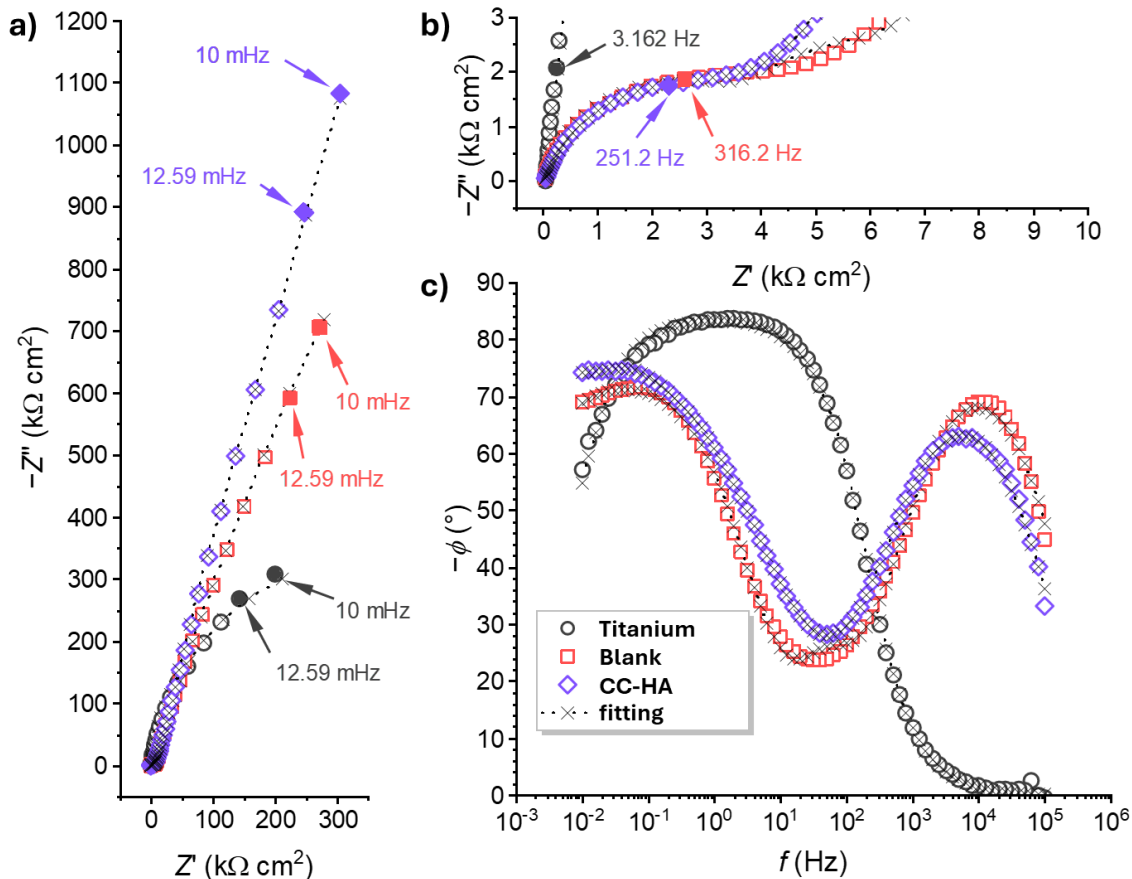 a)
1200
1100
1000
900
800
700
600
500
400
300
200
100
0
−Z'' (kΩ cm²)
0 100 200 300
Z' (kΩ cm²)
10 mHz
12.59 mHz
10 mHz
12.59 mHz
10 mHz
12.59 mHz
b)
3
2
1
0
−Z'' (kΩ cm²)
3.162 Hz
251.2 Hz
316.2 Hz
0 1 2 3 4 5 6 7 8 9 10
Z' (kΩ cm²)
c)
90
80
70
60
50
40
30
20
10
0
−ϕ (°)
Titanium
Blank
CC-HA
fitting
10⁻³ 10⁻² 10⁻¹ 10⁰ 10¹ 10² 10³ 10⁴ 10⁵ 10⁶
f (Hz)